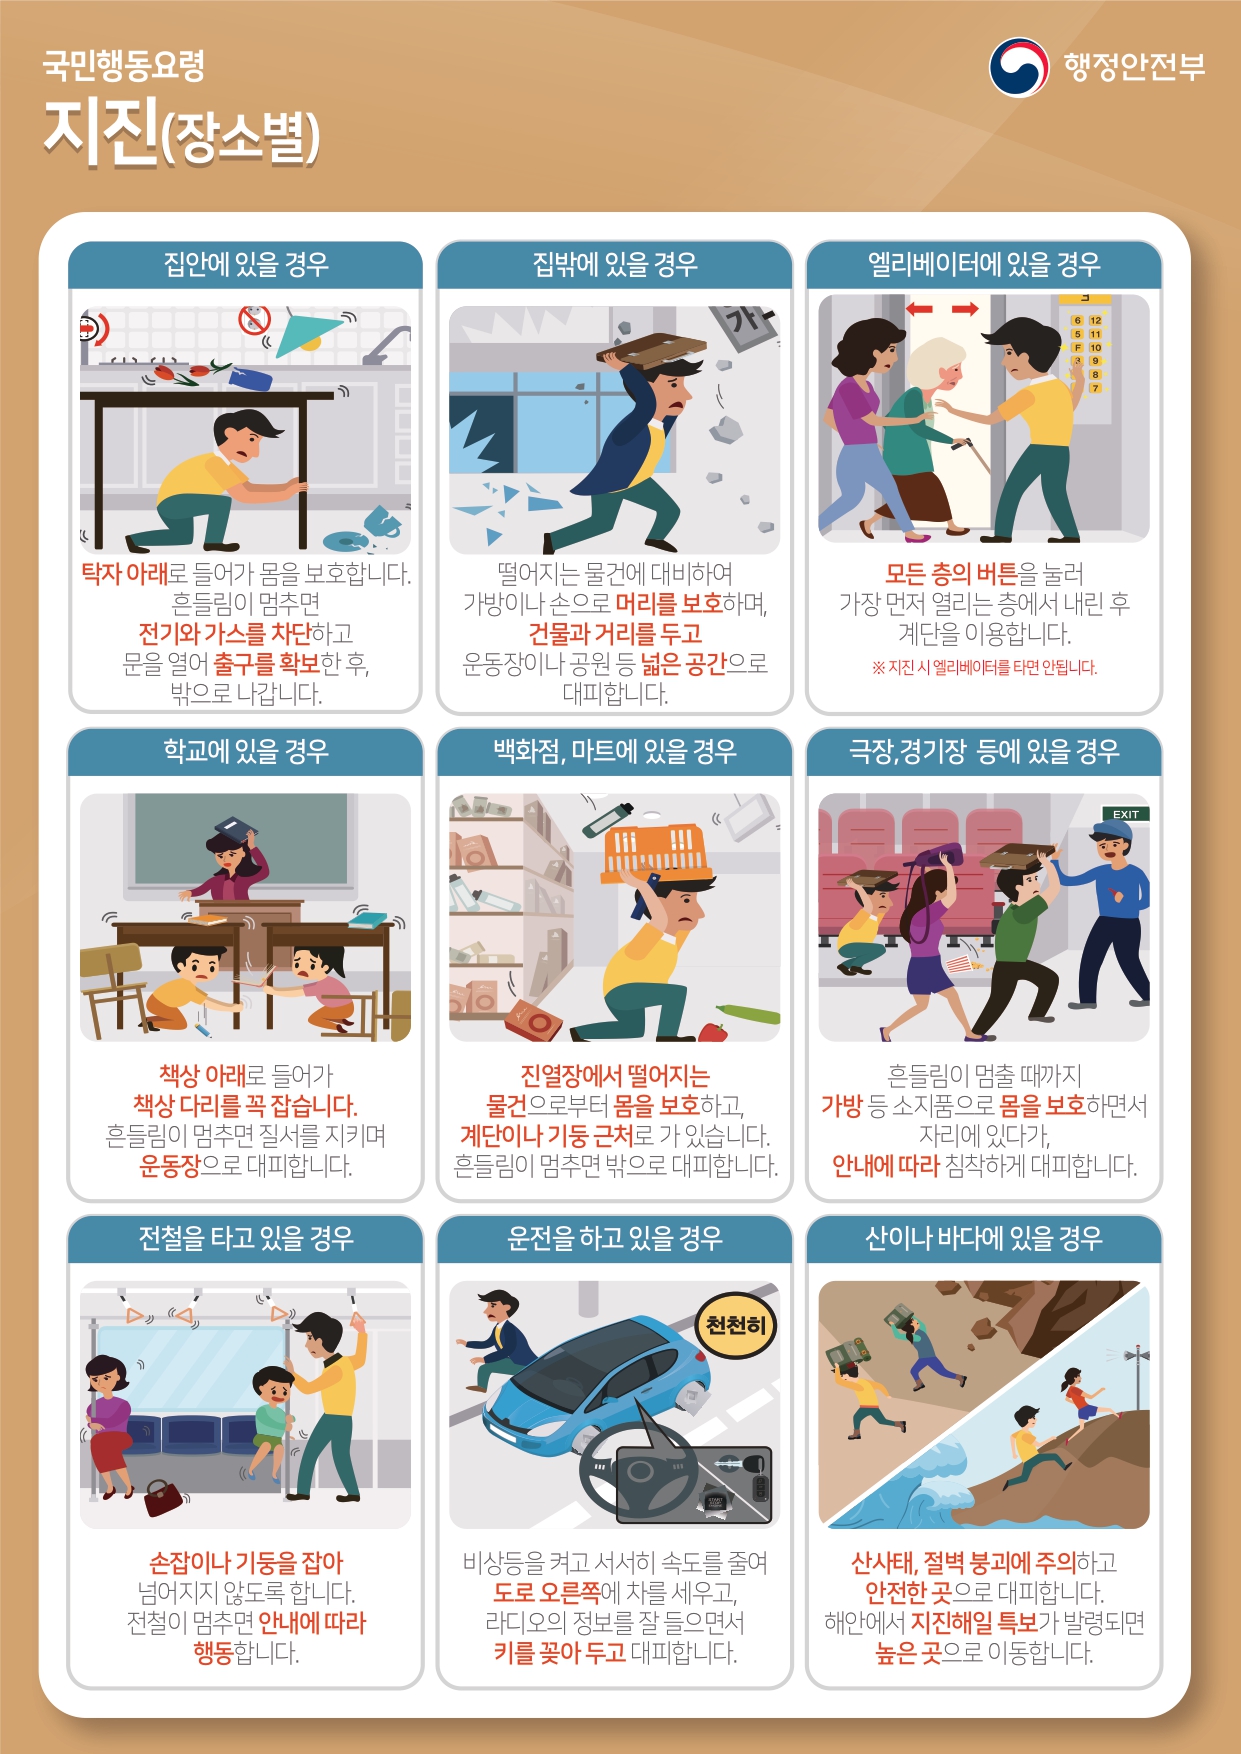 국민행동요령
지진(장소별)
행정안전부
집안에 있을 경우
탁자 아래로 들어가 몸을 보호합니다.
흔들림이 멈추면
전기와 가스를 차단하고
문을 열어 출구를 확보한 후,
밖으로 나갑니다.
집밖에 있을 경우
가
떨어지는 물건에 대비하여
가방이나 손으로 머리를 보호하며,
건물과 거리를 두고
운동장이나 공원 등 넓은 공간으로
대피합니다.
엘리베이터에 있을 경우
6 12
5 11
F 10
3 9
8
7
모든 층의 버튼을 눌러
가장 먼저 열리는 층에서 내린 후
계단을 이용합니다.
※ 지진 시 엘리베이터를 타면 안됩니다.
학교에 있을 경우
책상 아래로 들어가
책상 다리를 꼭 잡습니다.
흔들림이 멈추면 질서를 지키며
운동장으로 대피합니다.
백화점, 마트에 있을 경우
진열장에서 떨어지는
물건으로부터 몸을 보호하고,
계단이나 기둥 근처로 가 있습니다.
흔들림이 멈추면 밖으로 대피합니다.
극장,경기장 등에 있을 경우
EXIT
흔들림이 멈출 때까지
가방 등 소지품으로 몸을 보호하면서
자리에 있다가,
안내에 따라 침착하게 대피합니다.
전철을 타고 있을 경우
손잡이나 기둥을 잡아
넘어지지 않도록 합니다.
전철이 멈추면 안내에 따라
행동합니다.
운전을 하고 있을 경우
천천히
비상등을 켜고 서서히 속도를 줄여
도로 오른쪽에 차를 세우고,
라디오의 정보를 잘 들으면서
키를 꽂아 두고 대피합니다.
산이나 바다에 있을 경우
산사태, 절벽 붕괴에 주의하고
안전한 곳으로 대피합니다.
해안에서 지진해일 특보가 발령되면
높은 곳으로 이동합니다.